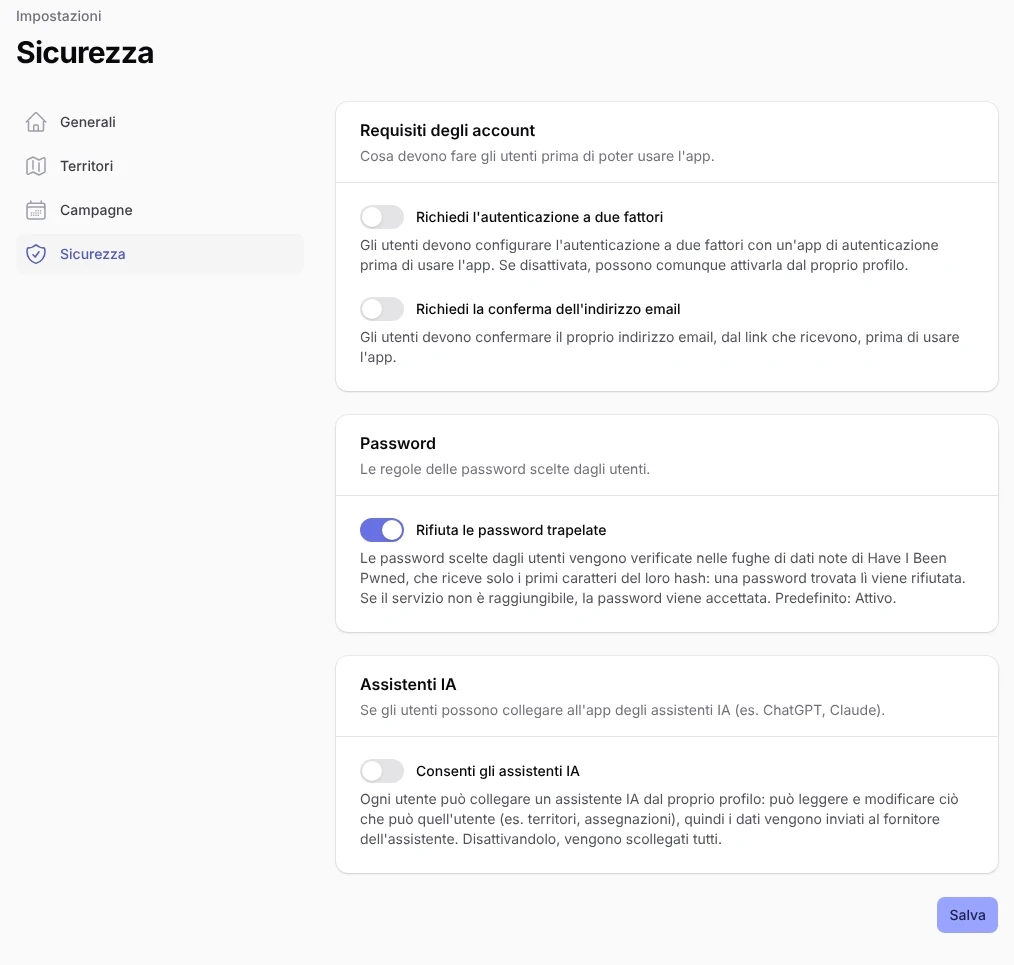 Impostazioni
Sicurezza
Generali
Territori
Campagne
Sicurezza
Requisiti degli account
Cosa devono fare gli utenti prima di poter usare l'app.
Richiedi l'autenticazione a due fattori
Gli utenti devono configurare l'autenticazione a due fattori con un'app di autenticazione
prima di usare l'app. Se disattivata, possono comunque attivarla dal proprio profilo.
Richiedi la conferma dell'indirizzo email
Gli utenti devono confermare il proprio indirizzo email, dal link che ricevono, prima di usare
l'app.
Password
Le regole delle password scelte dagli utenti.
Rifiuta le password trapelate
Le password scelte dagli utenti vengono verificate nelle fughe di dati note di Have I Been
Pwned, che riceve solo i primi caratteri del loro hash: una password trovata lì viene rifiutata.
Se il servizio non è raggiungibile, la password viene accettata. Predefinito: Attivo.
Assistenti IA
Se gli utenti possono collegare all'app degli assistenti IA (es. ChatGPT, Claude).
Consenti gli assistenti IA
Ogni utente può collegare un assistente IA dal proprio profilo: può leggere e modificare ciò
che può quell'utente (es. territori, assegnazioni), quindi i dati vengono inviati al fornitore
dell'assistente. Disattivandolo, vengono scollegati tutti.
Salva